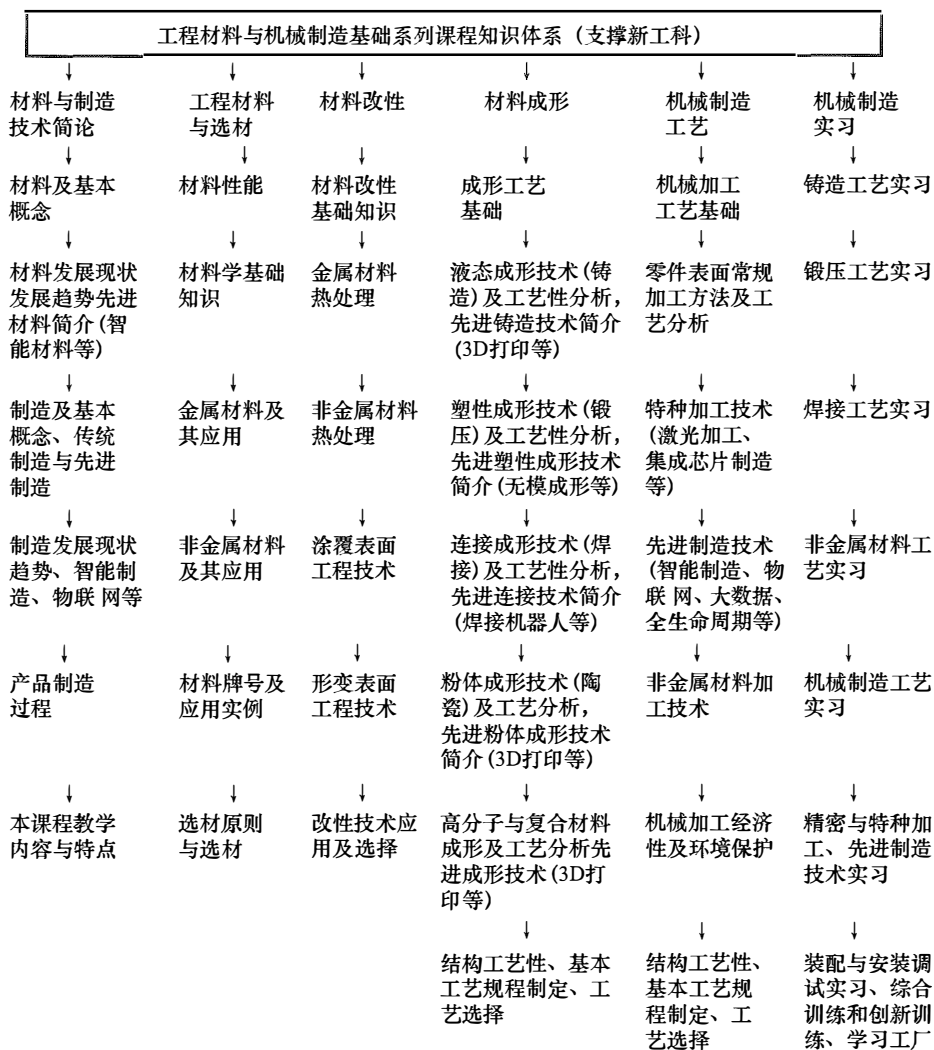 工程材料与机械制造基础系列课程知识体系（支撑新工科）
↓ ↓ ↓ ↓ ↓ ↓
材料与制造
技术简论
工程材料
与选材
材料改性
材料成形
机械制造
工艺
机械制造
实习
↓ ↓ ↓ ↓ ↓ ↓
材料及基本
概念
材料性能
材料改性
基础知识
成形工艺
基础
机械加工
工艺基础
铸造工艺实习
↓ ↓ ↓ ↓ ↓ ↓
材料发展现状
发展趋势先进
材料简介(智
能材料等)
材料学基础
知识
金属材料
热处理
液态成形技术(铸
造)及工艺性分析，
先进铸造技术简介
(3D打印等)
零件表面常规
加工方法及工
艺分析
锻压工艺实习
↓ ↓ ↓ ↓ ↓ ↓
制造及基本
概念、传统
制造与先进
制造
金属材料及
其应用
非金属材料
热处理
塑性成形技术(锻
压)及工艺性分析，
先进塑性成形技术
简介(无模成形等)
特种加工技术
(激光加工、
集成芯片制造
等)
焊接工艺实习
↓ ↓ ↓ ↓ ↓ ↓
制造发展现状
趋势、智能制
造、物联 网等
非金属材料
及其应用
涂覆表面
工程技术
连接成形技术(焊
接)及工艺性分析，
先进连接技术简介
(焊接机器人等)
先进制造技术
(智能制造、物
联 网、大数据、
全生命周期等)
非金属材料工
艺实习
↓ ↓ ↓ ↓ ↓ ↓
产品制造
过程
材料牌号及
应用实例
形变表面
工程技术
粉体成形技术(陶
瓷)及工艺分析，
先进粉体成形技术
简介(3D打印等)
非金属材料加
工技术
机械制造工艺
实习
↓ ↓ ↓ ↓ ↓ ↓
本课程教学
内容与特点
选材原则
与选材
改性技术应
用及选择
高分子与复合材料
成形及工艺分析先
进成形技术(3D打
印等)
机械加工经济
性及环境保护
精密与特种加
工、先进制造
技术实习
↓ ↓ ↓
结构工艺性、基本
工艺规程制定、工
艺选择
结构工艺性、
基本工艺规
程制定、工
艺选择
装配与安装调
试实习、综合
训练和创新训
练、学习工厂